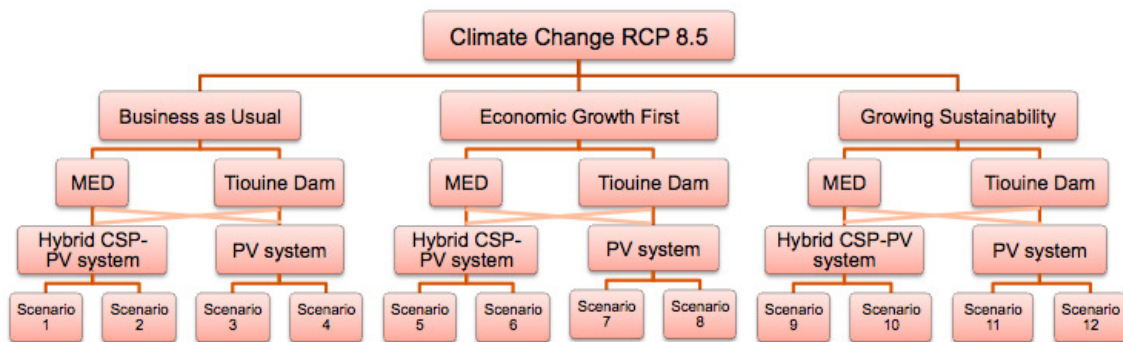 Climate Change RCP 8.5
Business as Usual
Economic Growth First
Growing Sustainability
MED
Tiouine Dam
MED
Tiouine Dam
MED
Tiouine Dam
Hybrid CSP-
PV system
PV system
Hybrid CSP-
PV system
PV system
Hybrid CSP-PV
system
PV system
Scenario
1
Scenario
2
Scenario
3
Scenario
4
Scenario
5
Scenario
6
Scenario
7
Scenario
8
Scenario
9
Scenario
10
Scenario
11
Scenario
12